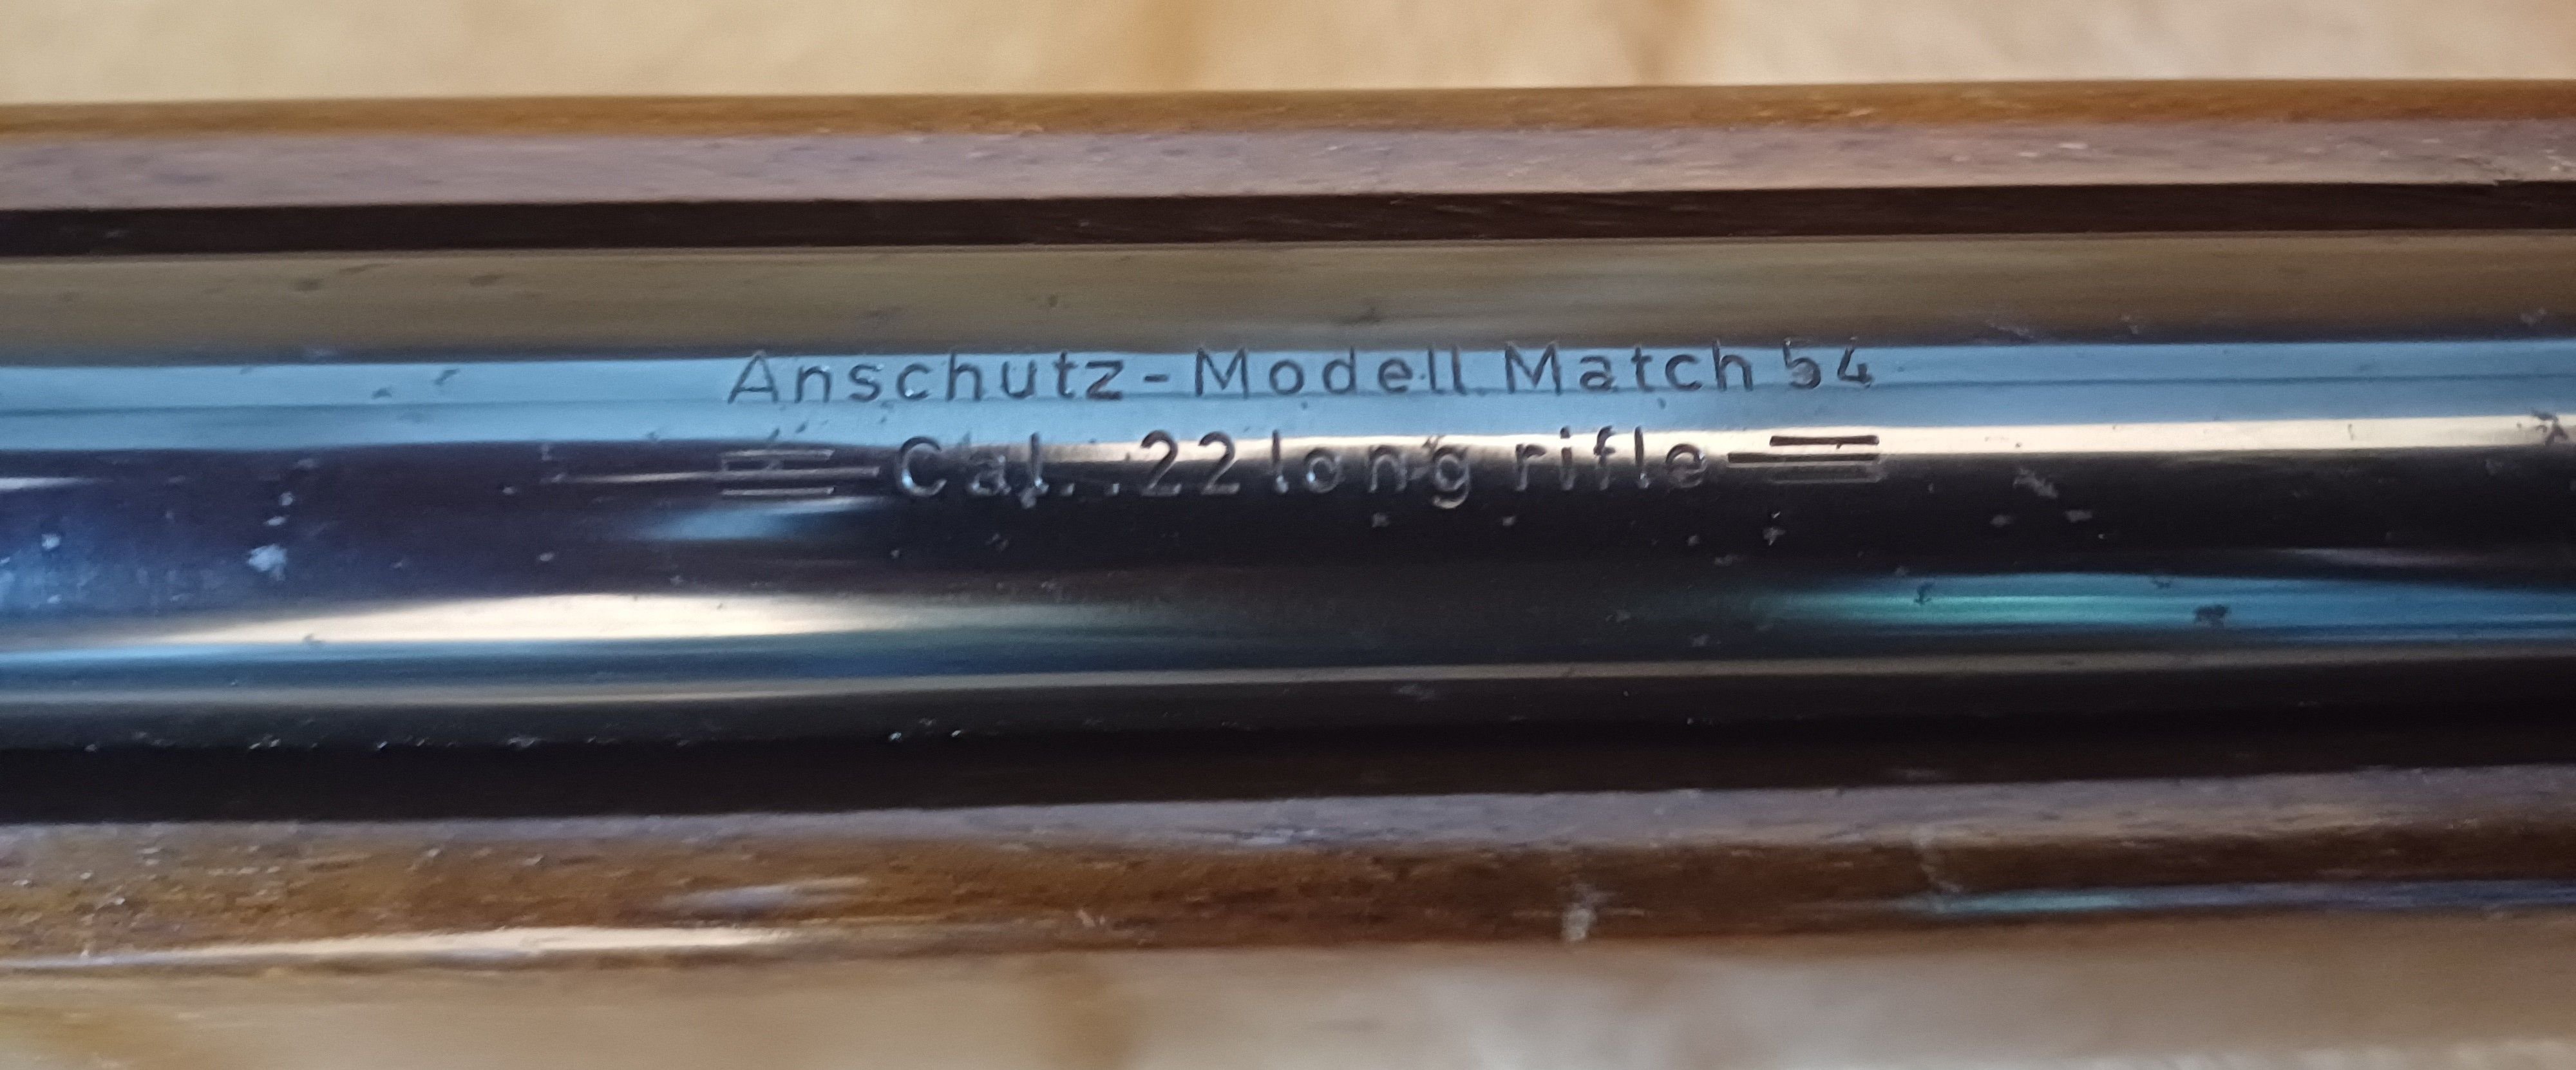 Anschutz - Modell Match 54
Cal. .22 long rifle